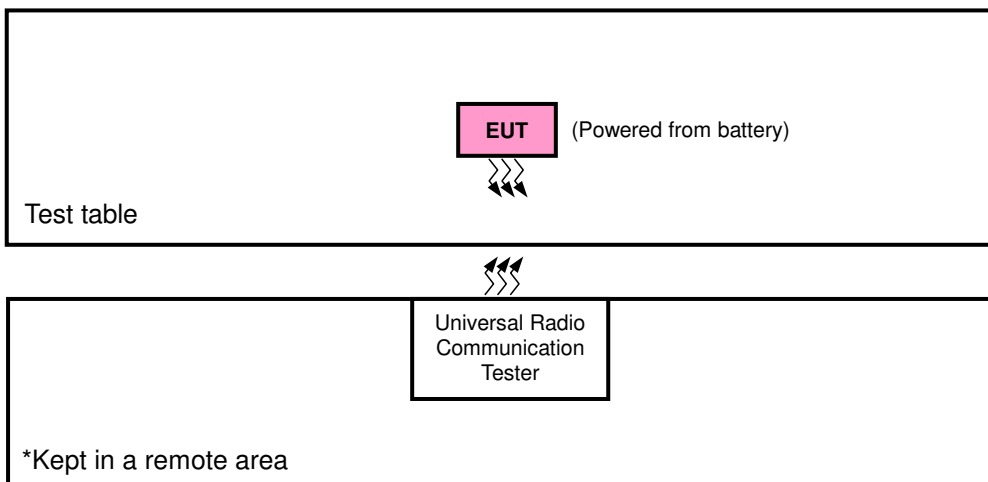 EUT
(Powered from battery)
Test table
Universal Radio
Communication
Tester
*Kept in a remote area